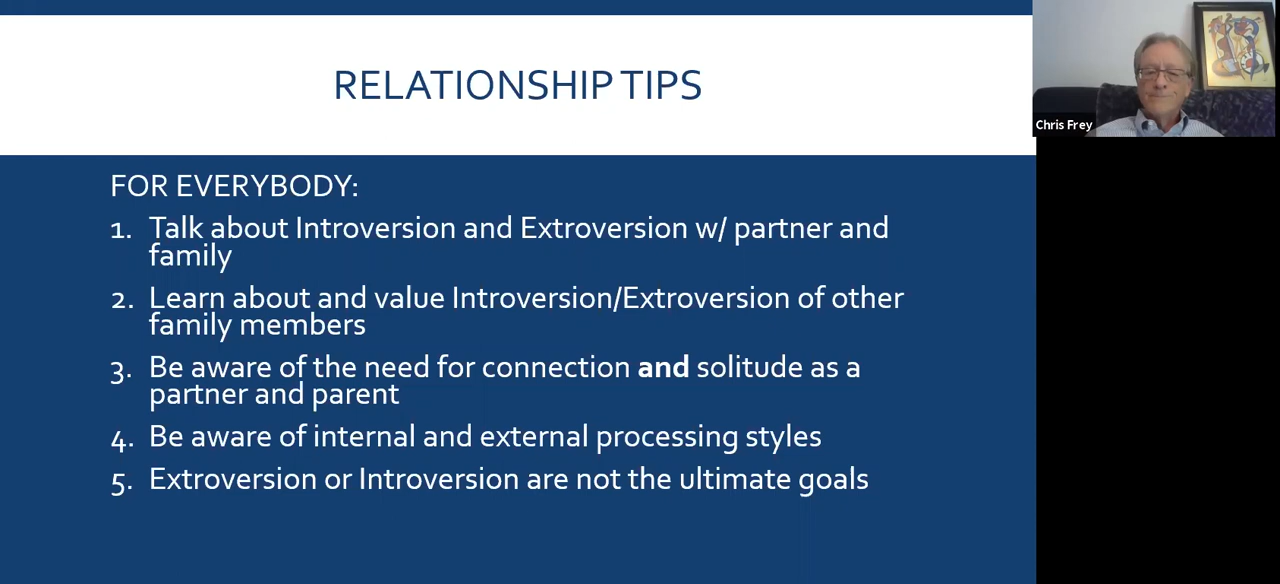 RELATIONSHIP TIPS
Chris Frey
FOR EVERYBODY:
1. Talk about Introversion and Extroversion w/ partner and
family
2. Learn about and value Introversion/Extroversion of other
family members
3. Be aware of the need for connection and solitude as a
partner and parent
4. Be aware of internal and external processing styles
5. Extroversion or Introversion are not the ultimate goals